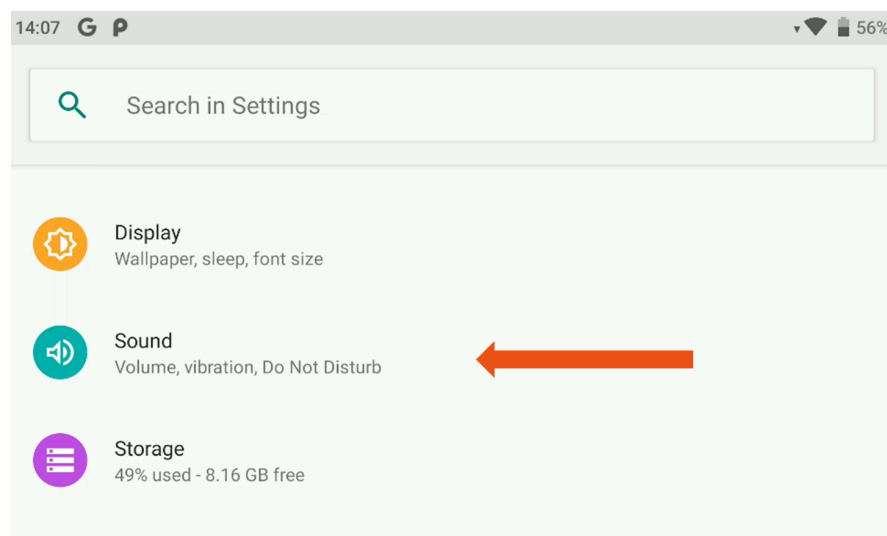 14:07 G P 56%
Search in Settings
Display
Wallpaper, sleep, font size
Sound
Volume, vibration, Do Not Disturb
Storage
49% used - 8.16 GB free